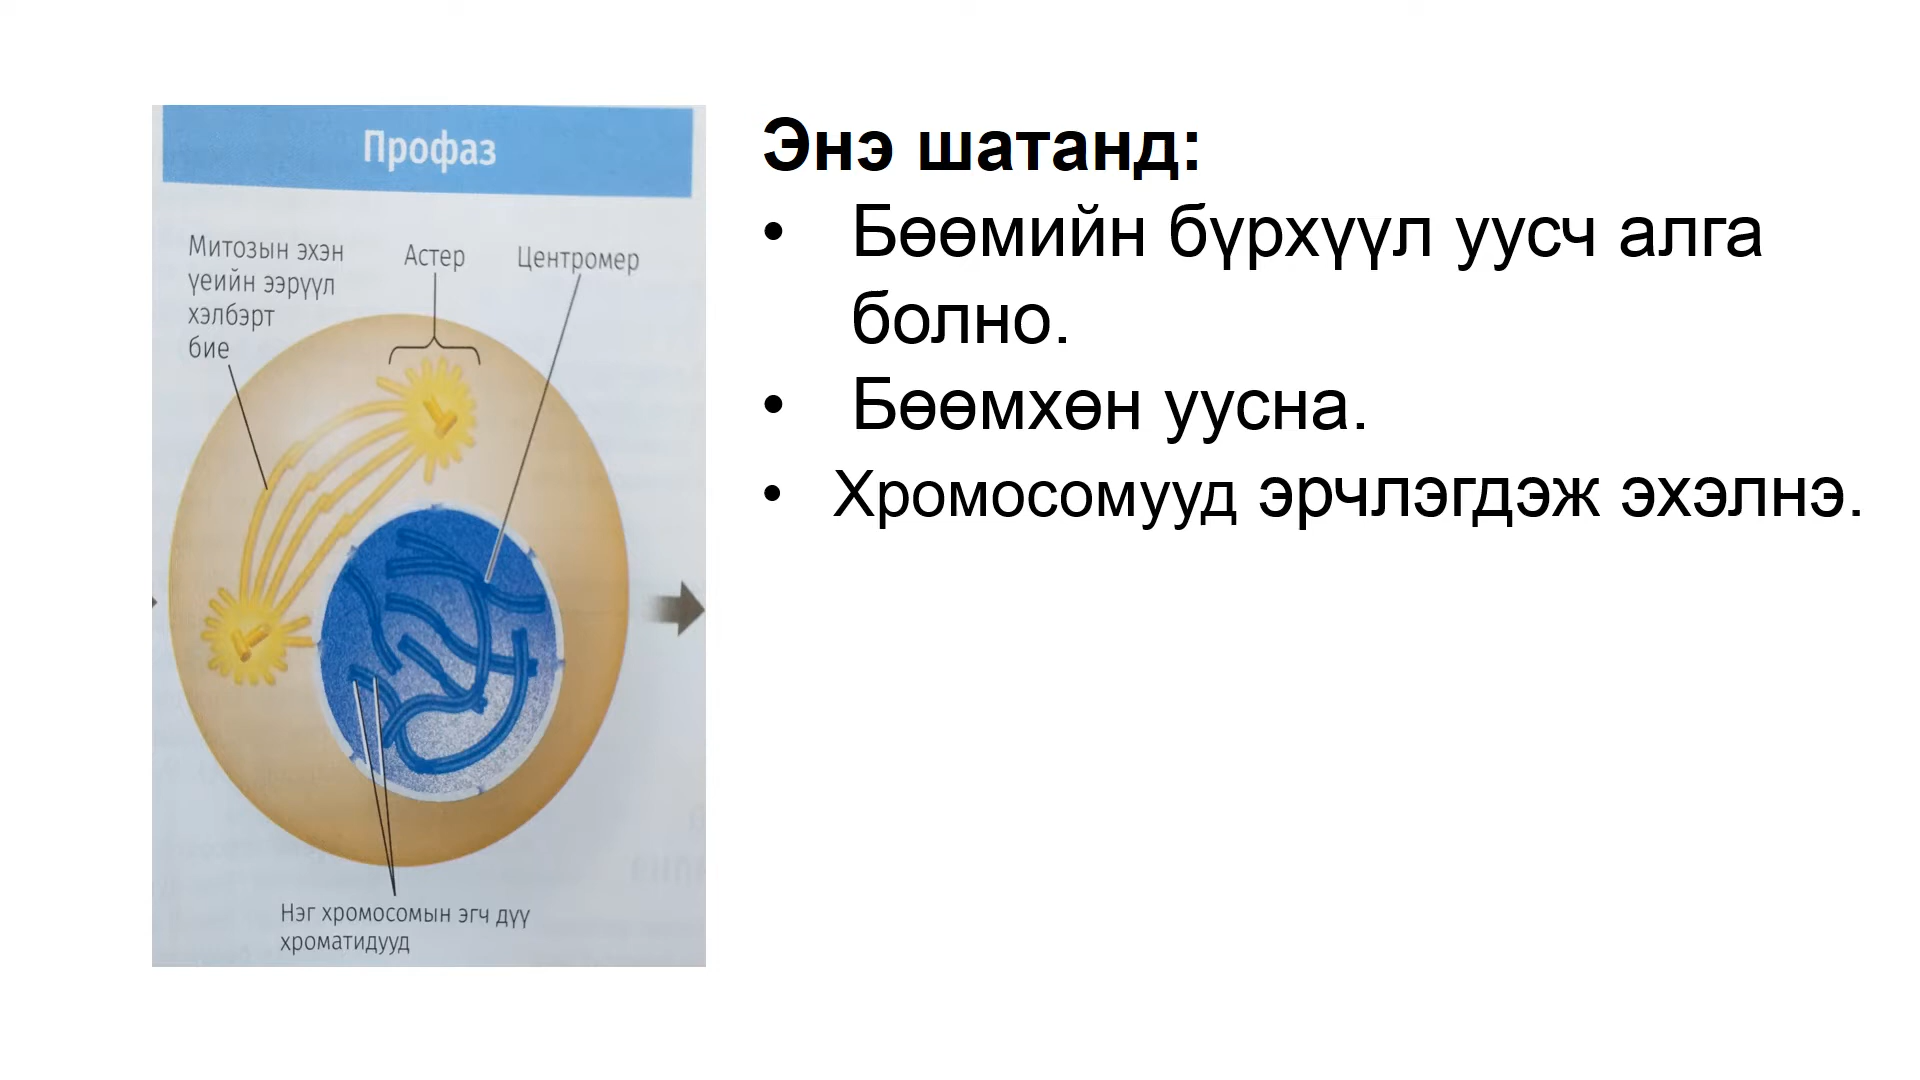 Профаз
Митозын эхэн
үеийн ээрүүл
хэлбэрт
бие
Астер
Центромер
Нэг хромосомын эгч дүү
хроматидууд
Энэ шатанд:
• Бөөмийн бүрхүүл уусч алга
болно.
• Бөөмхөн уусна.
• Хромосомууд эрчлэгдэж эхэлнэ.